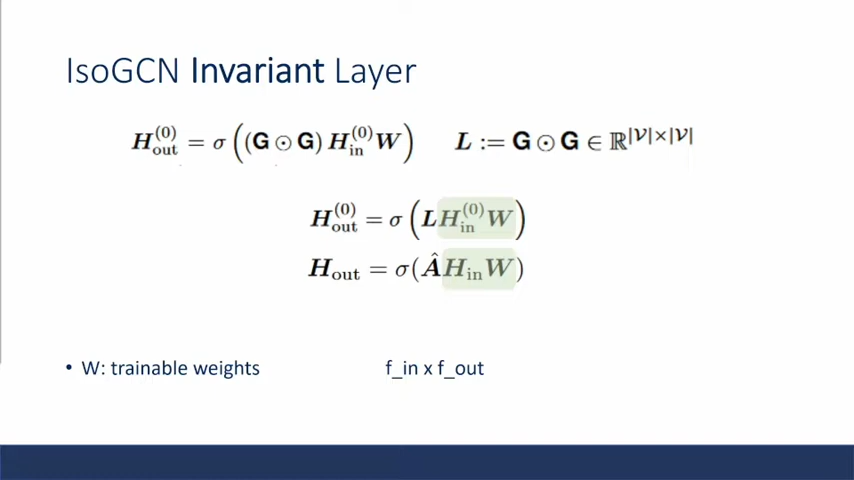 IsoGCN Invariant Layer
H_out^(0) = σ((G ⊙ G) H_in^(0) W)    L := G ⊙ G ∈ ℝ^|𝒱|×|𝒱|
H_out^(0) = σ(L H_in^(0) W)
H_out = σ(Â H_in W)
• W: trainable weights    f_in x f_out